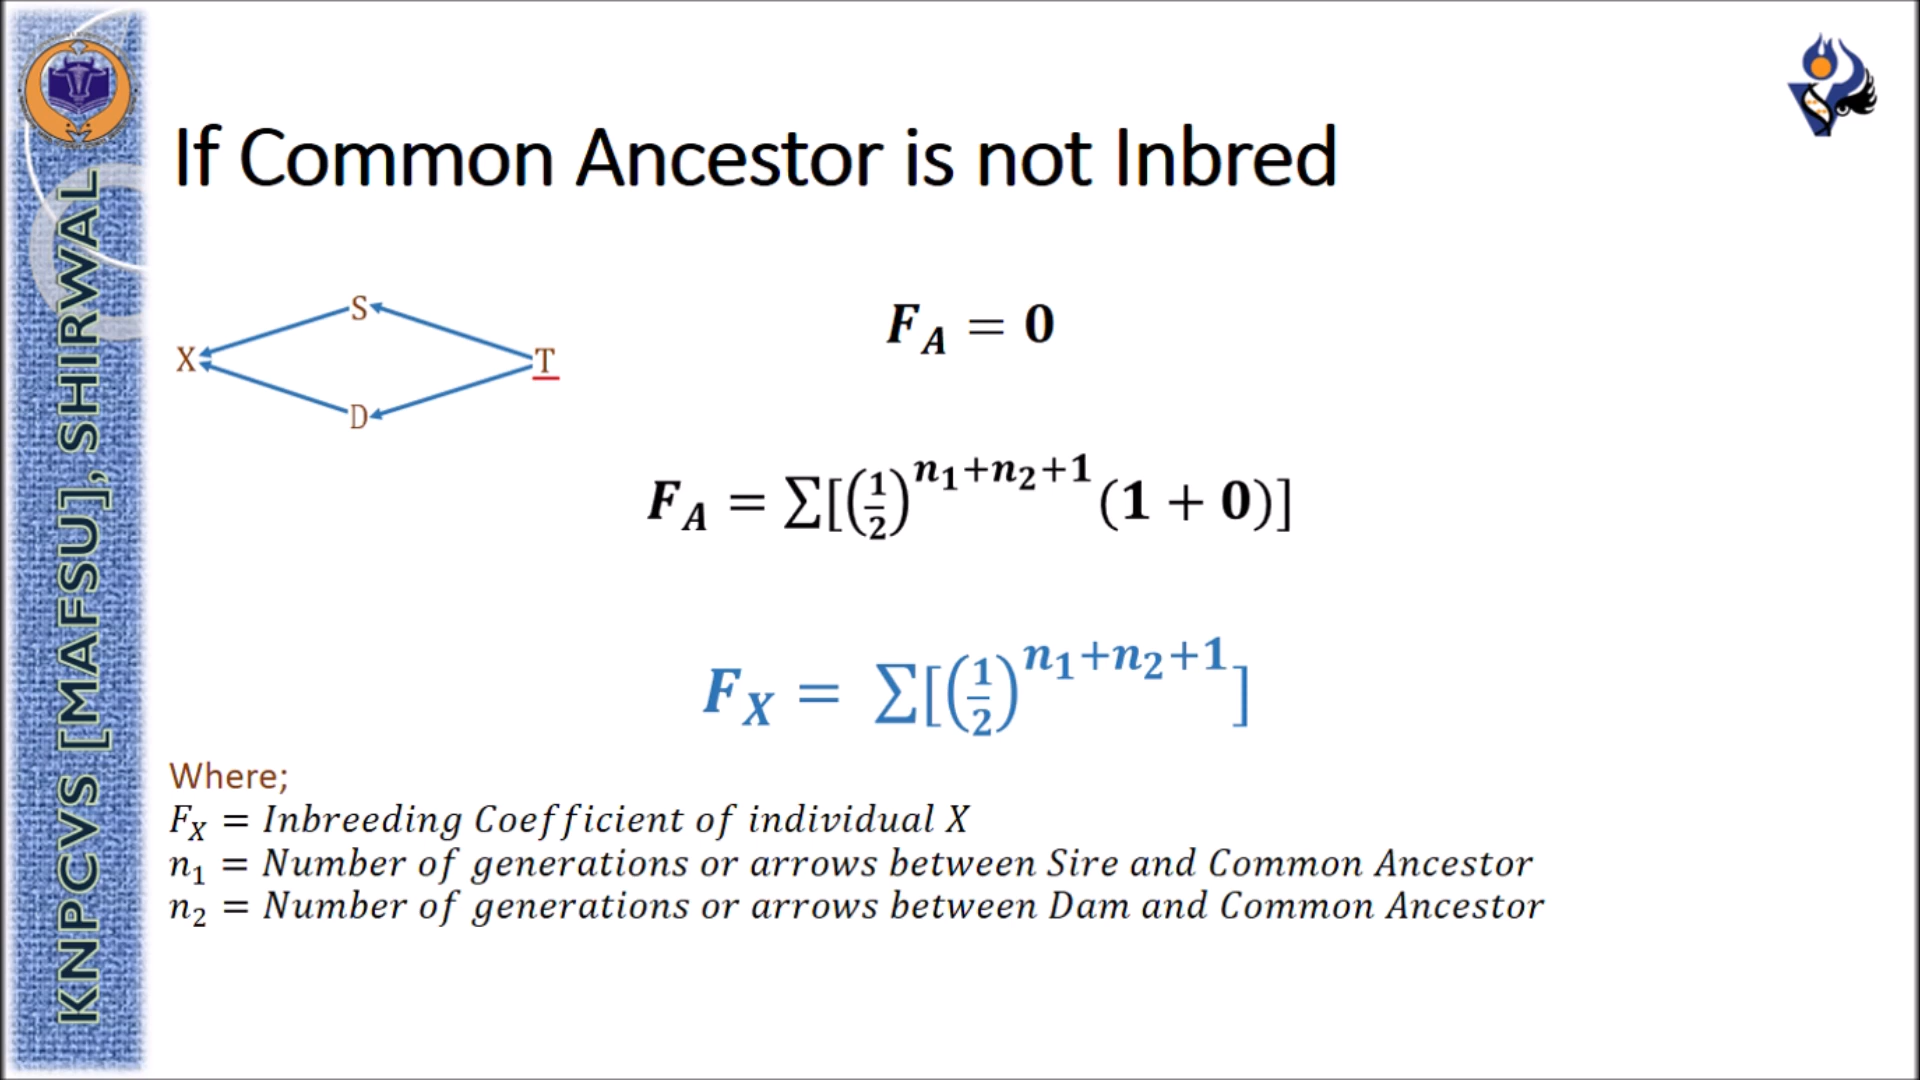 KNPCVS [MAFSU], SHIRWAL
If Common Ancestor is not Inbred
S
X
T
D
F_A = 0
F_A = ∑[(1/2)^{n₁+n₂+1}(1 + 0)]
F_X = ∑[(1/2)^{n₁+n₂+1}]
Where;
F_X = Inbreeding Coefficient of individual X
n₁ = Number of generations or arrows between Sire and Common Ancestor
n₂ = Number of generations or arrows between Dam and Common Ancestor